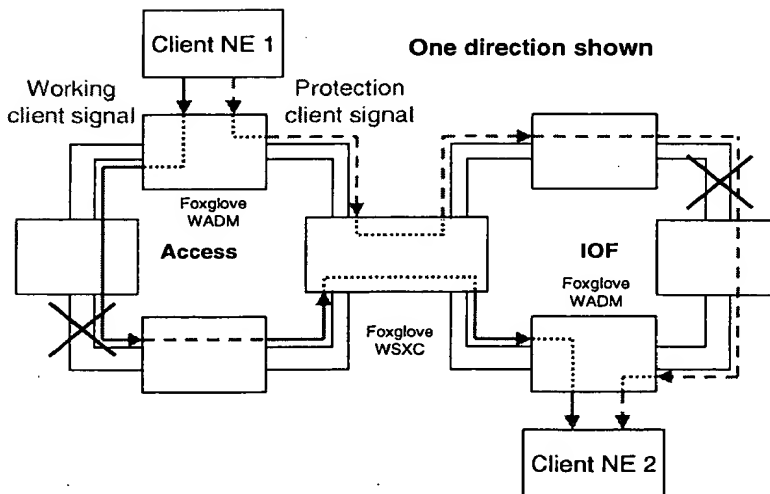 Client NE 1
One direction shown
Working
client signal
Protection
client signal
Foxglove
WADM
Access
IOF
Foxglove
WADM
Foxglove
WSXC
Client NE 2